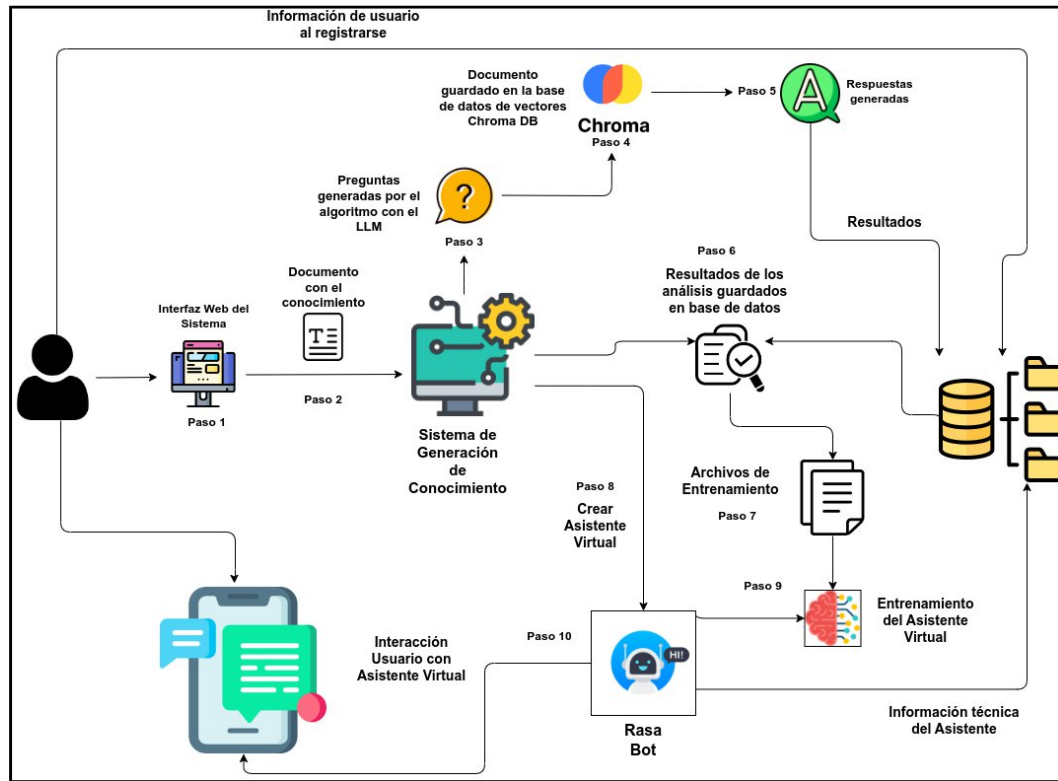 Información de usuario
al registrarse
Documento
guardado en la base
de datos de vectores
Chroma DB
Chroma
Paso 4
Paso 5
A
Respuestas
generadas
Preguntas
generadas por el
algoritmo con el
LLM
?
Paso 3
Resultados
Paso 6
Resultados de los
análisis guardados
en base de datos
Documento
con el
conocimiento
T
Interfaz Web del
Sistema
Paso 1
Paso 2
Sistema de
Generación
de
Conocimiento
Archivos de
Entrenamiento
Paso 7
Paso 8
Crear
Asistente
Virtual
Paso 9
Entrenamiento
del Asistente
Virtual
Interacción
Usuario con
Asistente Virtual
Paso 10
HI!
Rasa
Bot
Información técnica
del Asistente